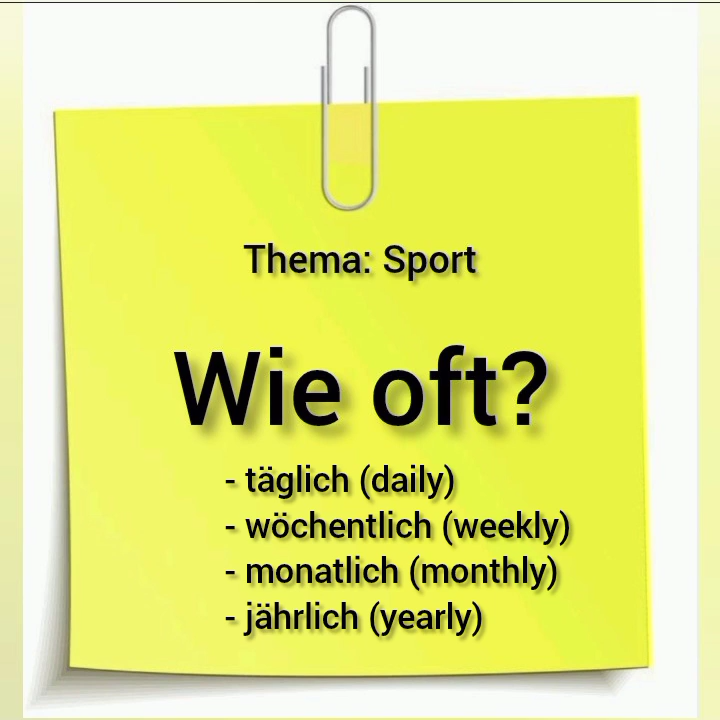 Thema: Sport
Wie oft?
- täglich (daily)
- wöchentlich (weekly)
- monatlich (monthly)
- jährlich (yearly)